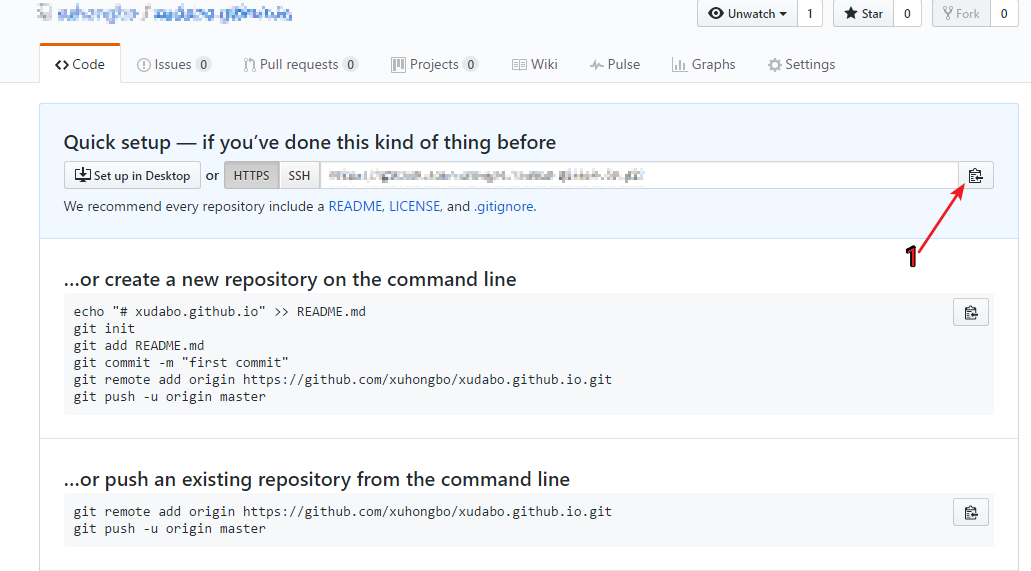 Unwatch 1 Star 0 Fork 0
<> Code Issues 0 Pull requests 0 Projects 0 Wiki Pulse Graphs Settings
Quick setup — if you’ve done this kind of thing before
Set up in Desktop or HTTPS SSH
We recommend every repository include a README, LICENSE, and .gitignore.
1
…or create a new repository on the command line
echo "# xudabo.github.io" >> README.md
git init
git add README.md
git commit -m "first commit"
git remote add origin https://github.com/xuhongbo/xudabo.github.io.git
git push -u origin master
…or push an existing repository from the command line
git remote add origin https://github.com/xuhongbo/xudabo.github.io.git
git push -u origin master